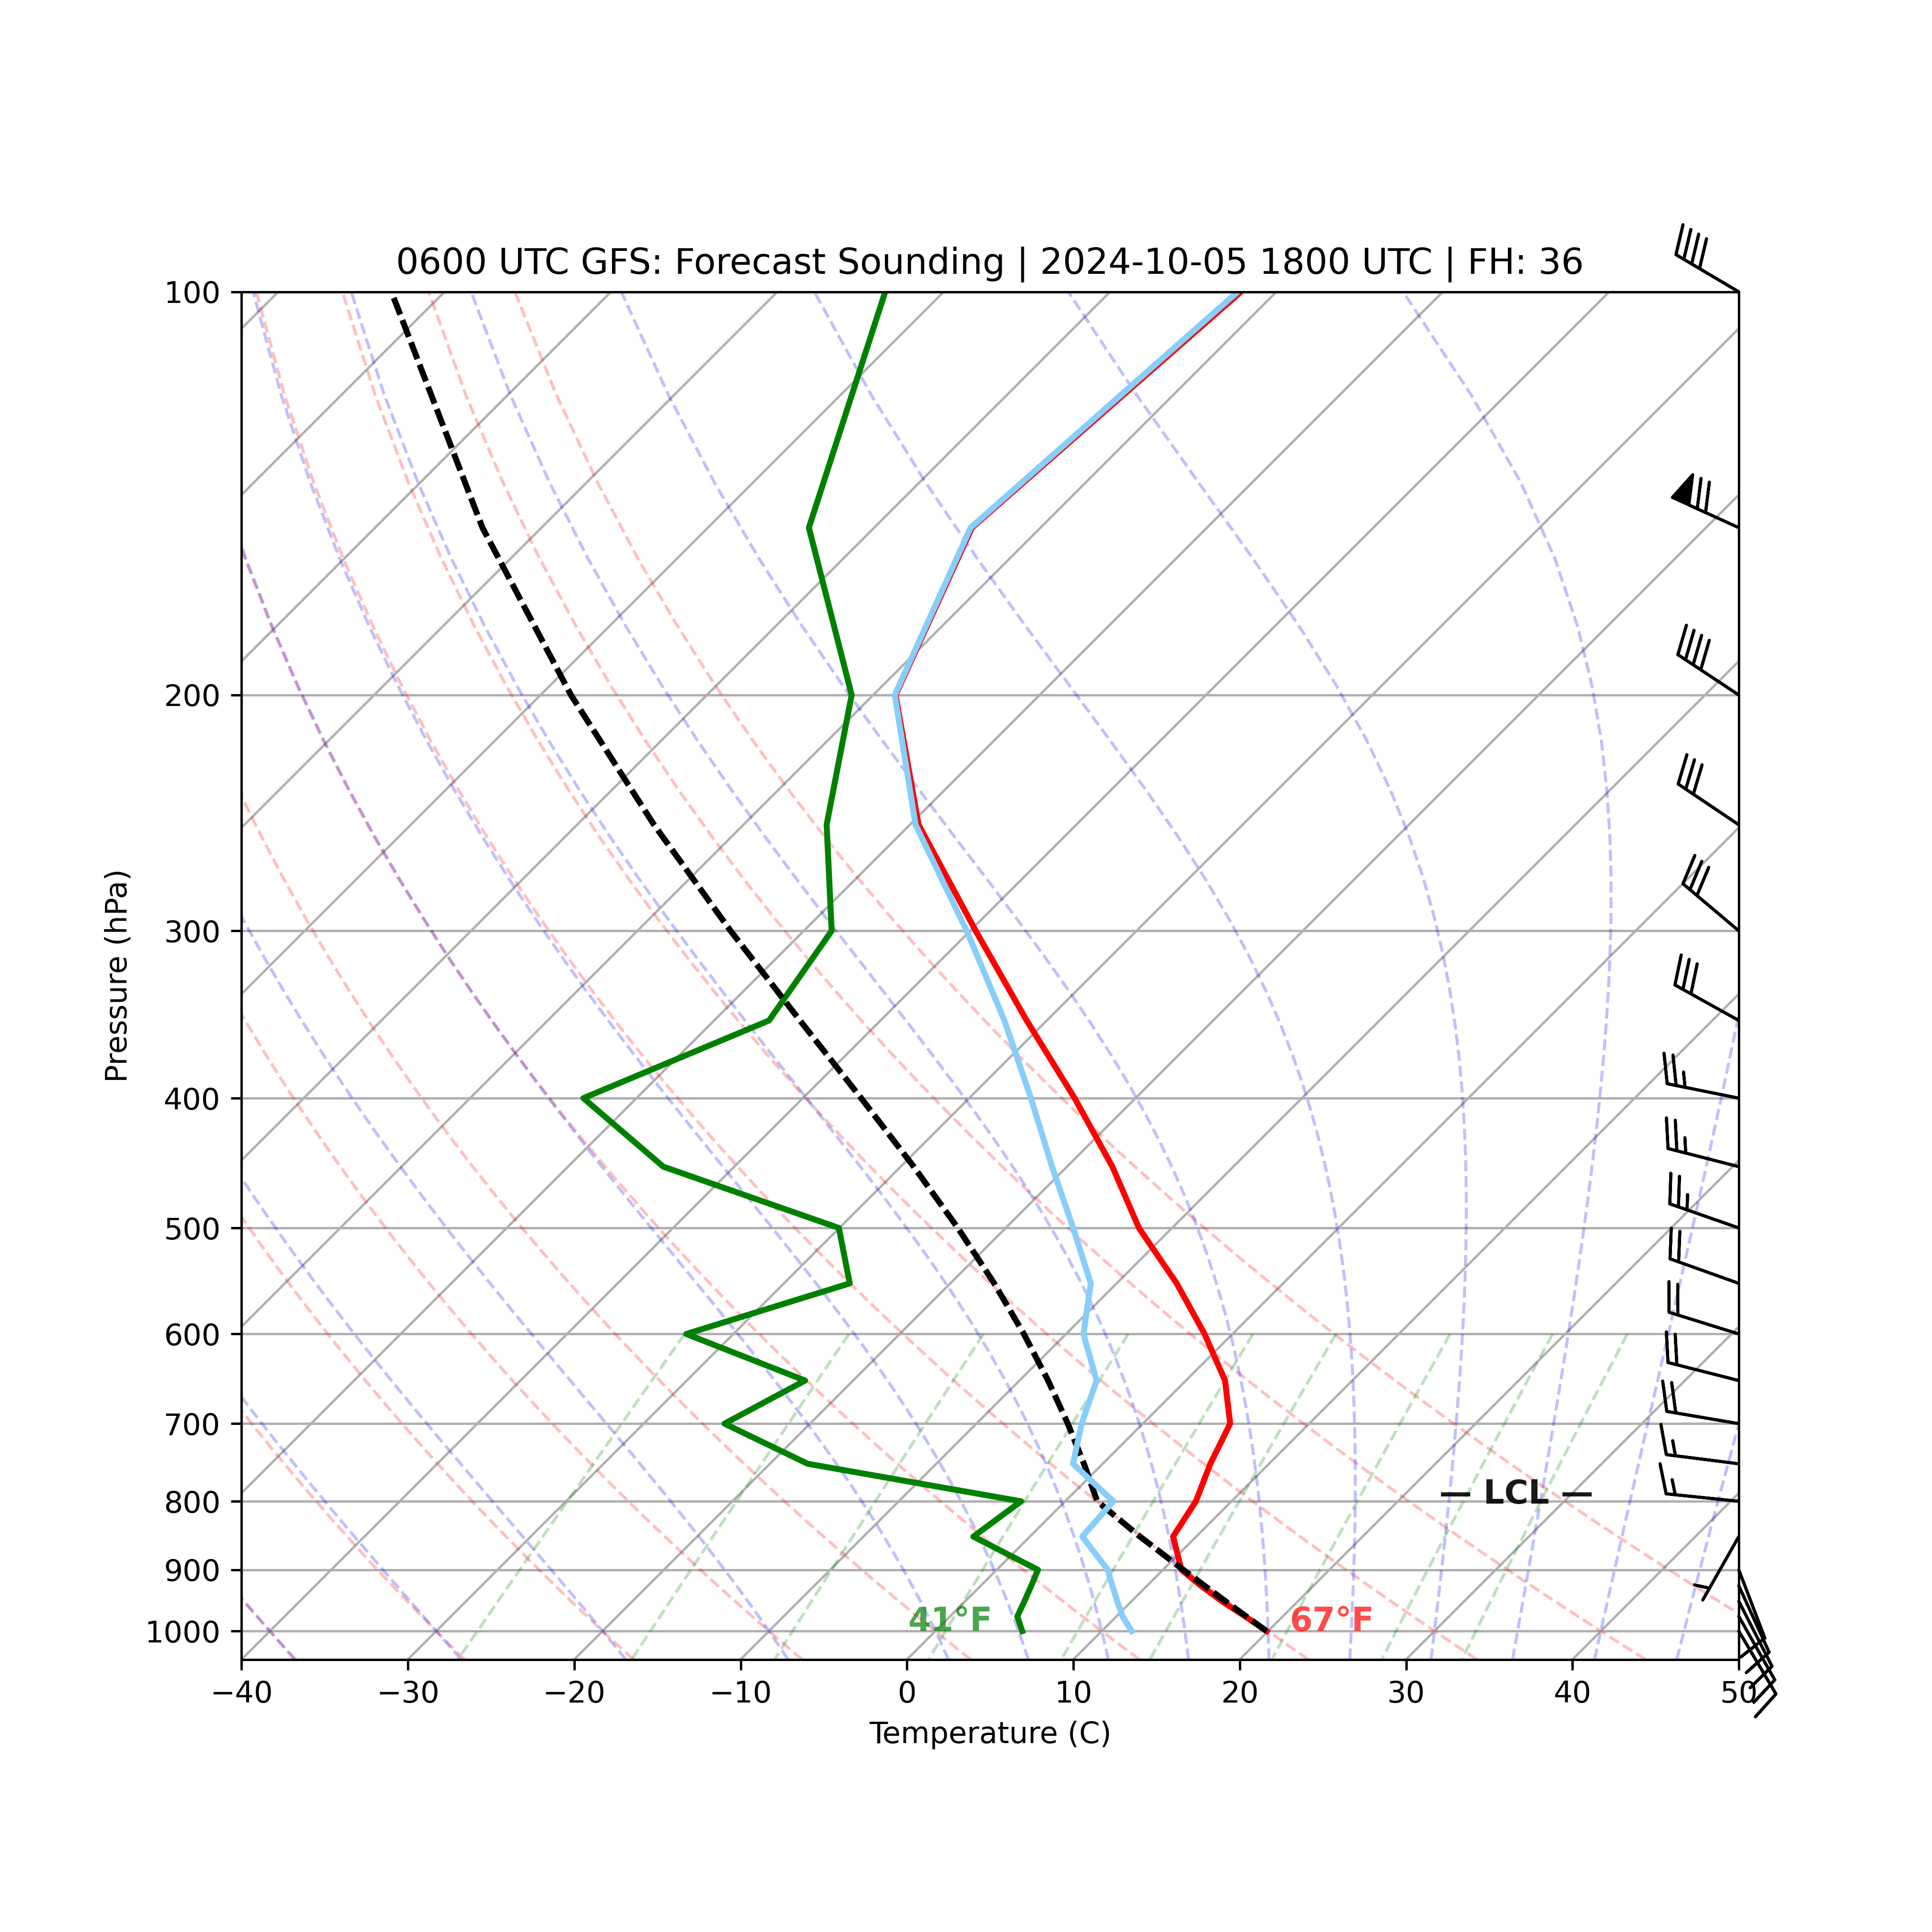 0600 UTC GFS: Forecast Sounding | 2024-10-05 1800 UTC | FH: 36
100
200
300
400
500
600
700
800
900
1000
Pressure (hPa)
— LCL —
41°F
67°F
−40 −30 −20 −10 0 10 20 30 40 50
Temperature (C)